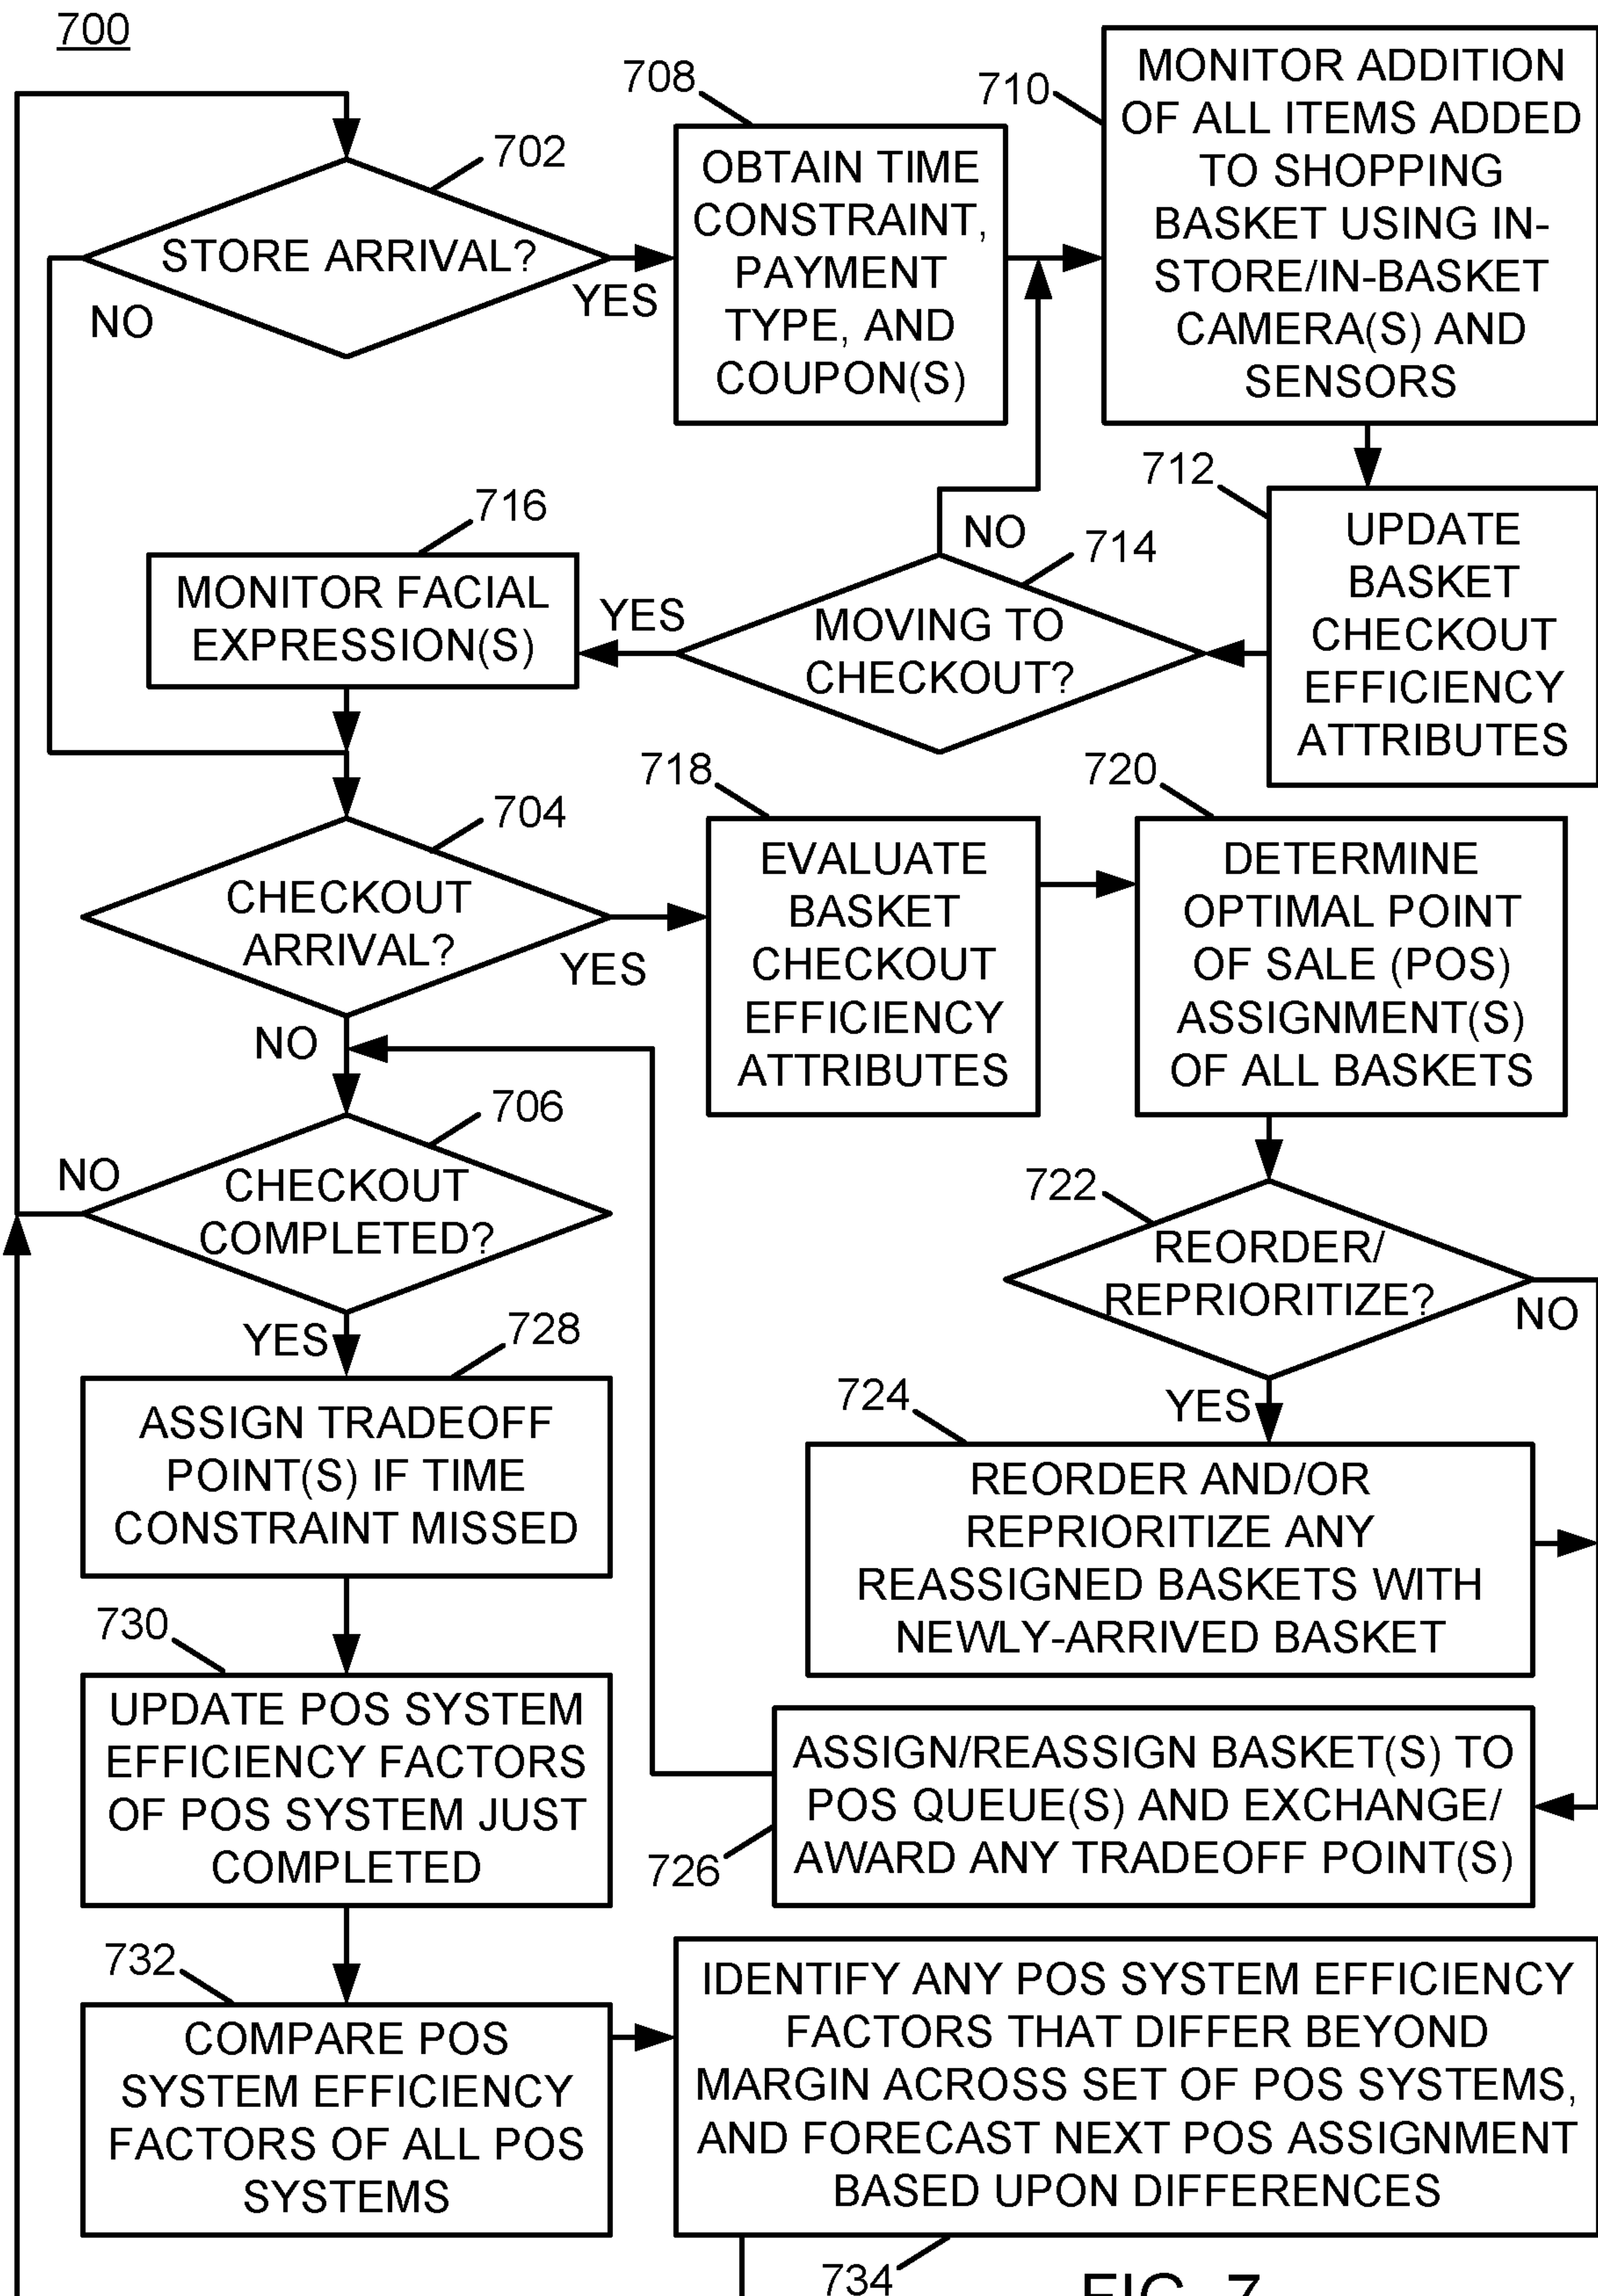 700
702
STORE ARRIVAL?
YES
NO
708
OBTAIN TIME
CONSTRAINT,
PAYMENT
TYPE, AND
COUPON(S)
710
MONITOR ADDITION
OF ALL ITEMS ADDED
TO SHOPPING
BASKET USING IN-
STORE/IN-BASKET
CAMERA(S) AND
SENSORS
712
UPDATE
BASKET
CHECKOUT
EFFICIENCY
ATTRIBUTES
714
MOVING TO
CHECKOUT?
NO
YES
716
MONITOR FACIAL
EXPRESSION(S)
704
CHECKOUT
ARRIVAL?
YES
NO
718
EVALUATE
BASKET
CHECKOUT
EFFICIENCY
ATTRIBUTES
720
DETERMINE
OPTIMAL POINT
OF SALE (POS)
ASSIGNMENT(S)
OF ALL BASKETS
722
REORDER/
REPRIORITIZE?
NO
YES
724
REORDER AND/OR
REPRIORITIZE ANY
REASSIGNED BASKETS WITH
NEWLY-ARRIVED BASKET
726
ASSIGN/REASSIGN BASKET(S) TO
POS QUEUE(S) AND EXCHANGE/
AWARD ANY TRADEOFF POINT(S)
706
CHECKOUT
COMPLETED?
NO
YES
728
ASSIGN TRADEOFF
POINT(S) IF TIME
CONSTRAINT MISSED
730
UPDATE POS SYSTEM
EFFICIENCY FACTORS
OF POS SYSTEM JUST
COMPLETED
732
COMPARE POS
SYSTEM EFFICIENCY
FACTORS OF ALL POS
SYSTEMS
734
IDENTIFY ANY POS SYSTEM EFFICIENCY
FACTORS THAT DIFFER BEYOND
MARGIN ACROSS SET OF POS SYSTEMS,
AND FORECAST NEXT POS ASSIGNMENT
BASED UPON DIFFERENCES
FIG. 7